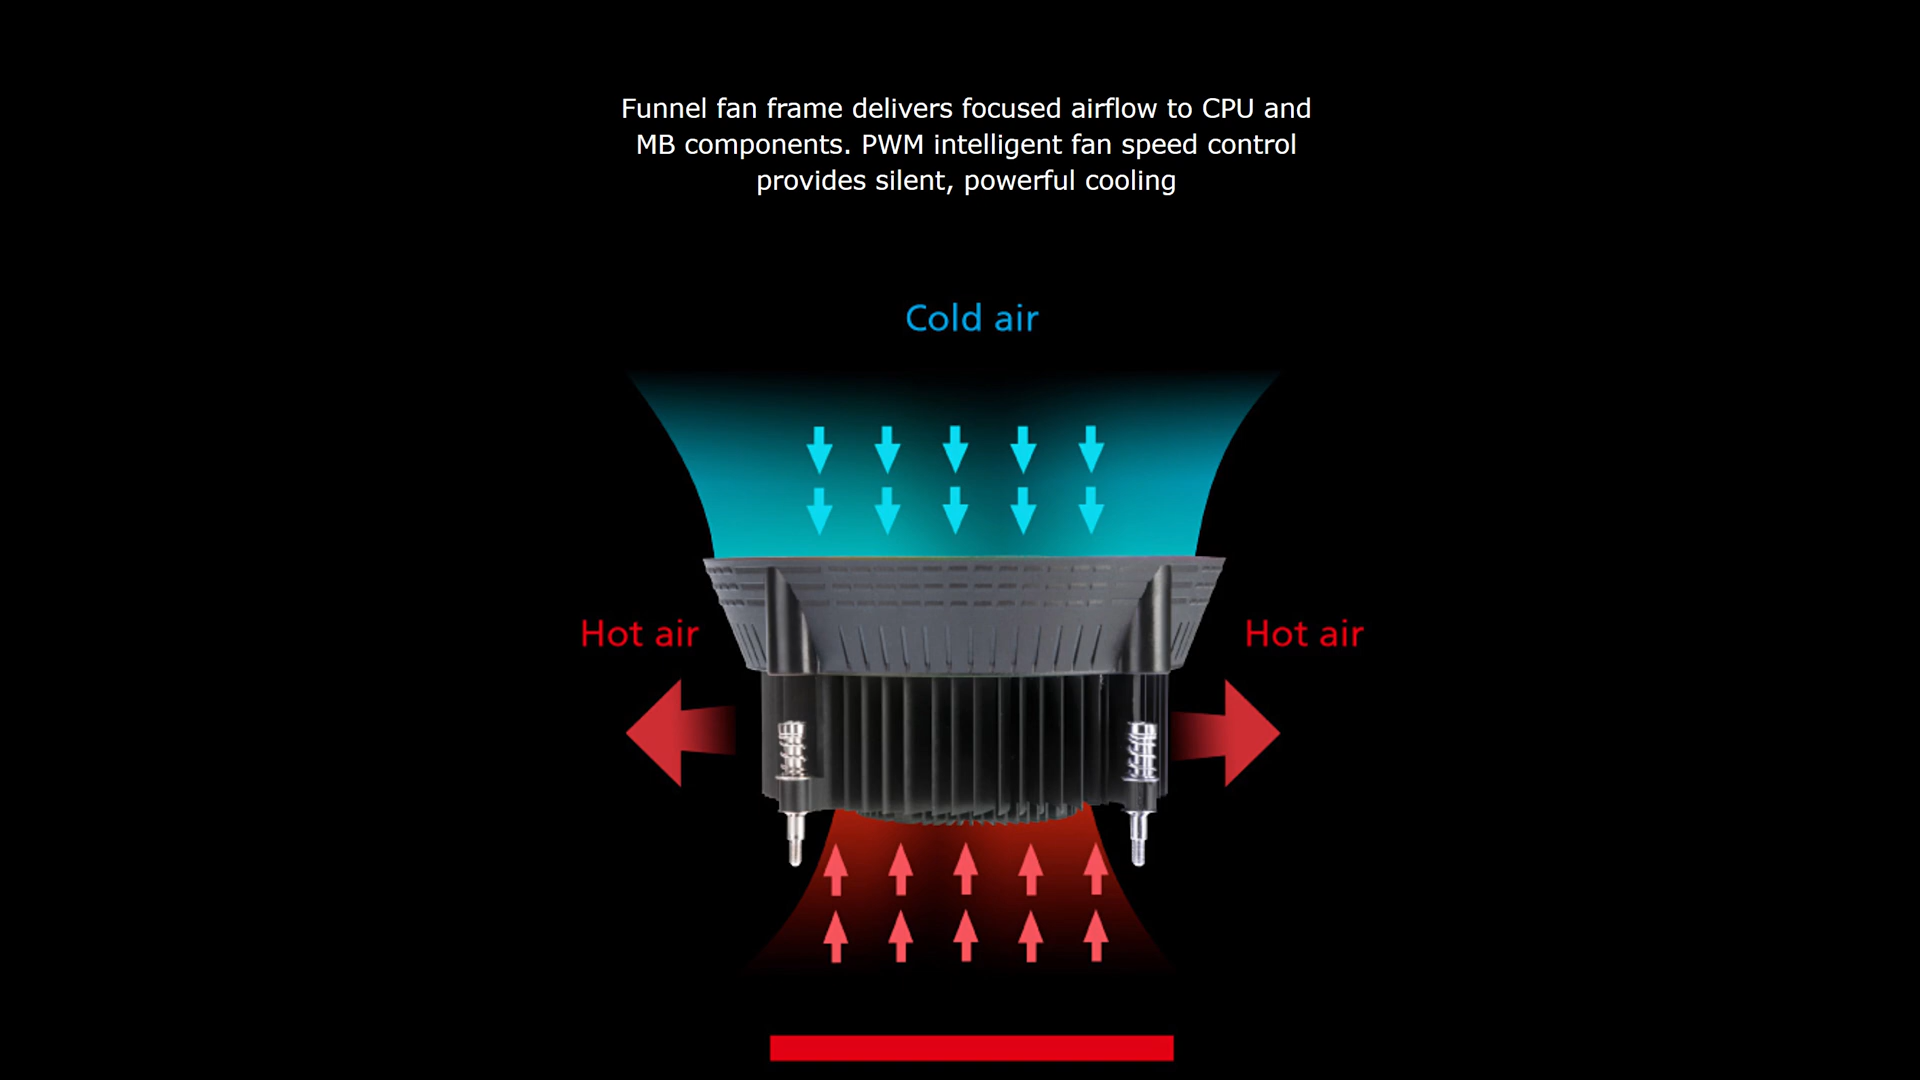 Funnel fan frame delivers focused airflow to CPU and
MB components. PWM intelligent fan speed control
provides silent, powerful cooling
Cold air
Hot air
Hot air